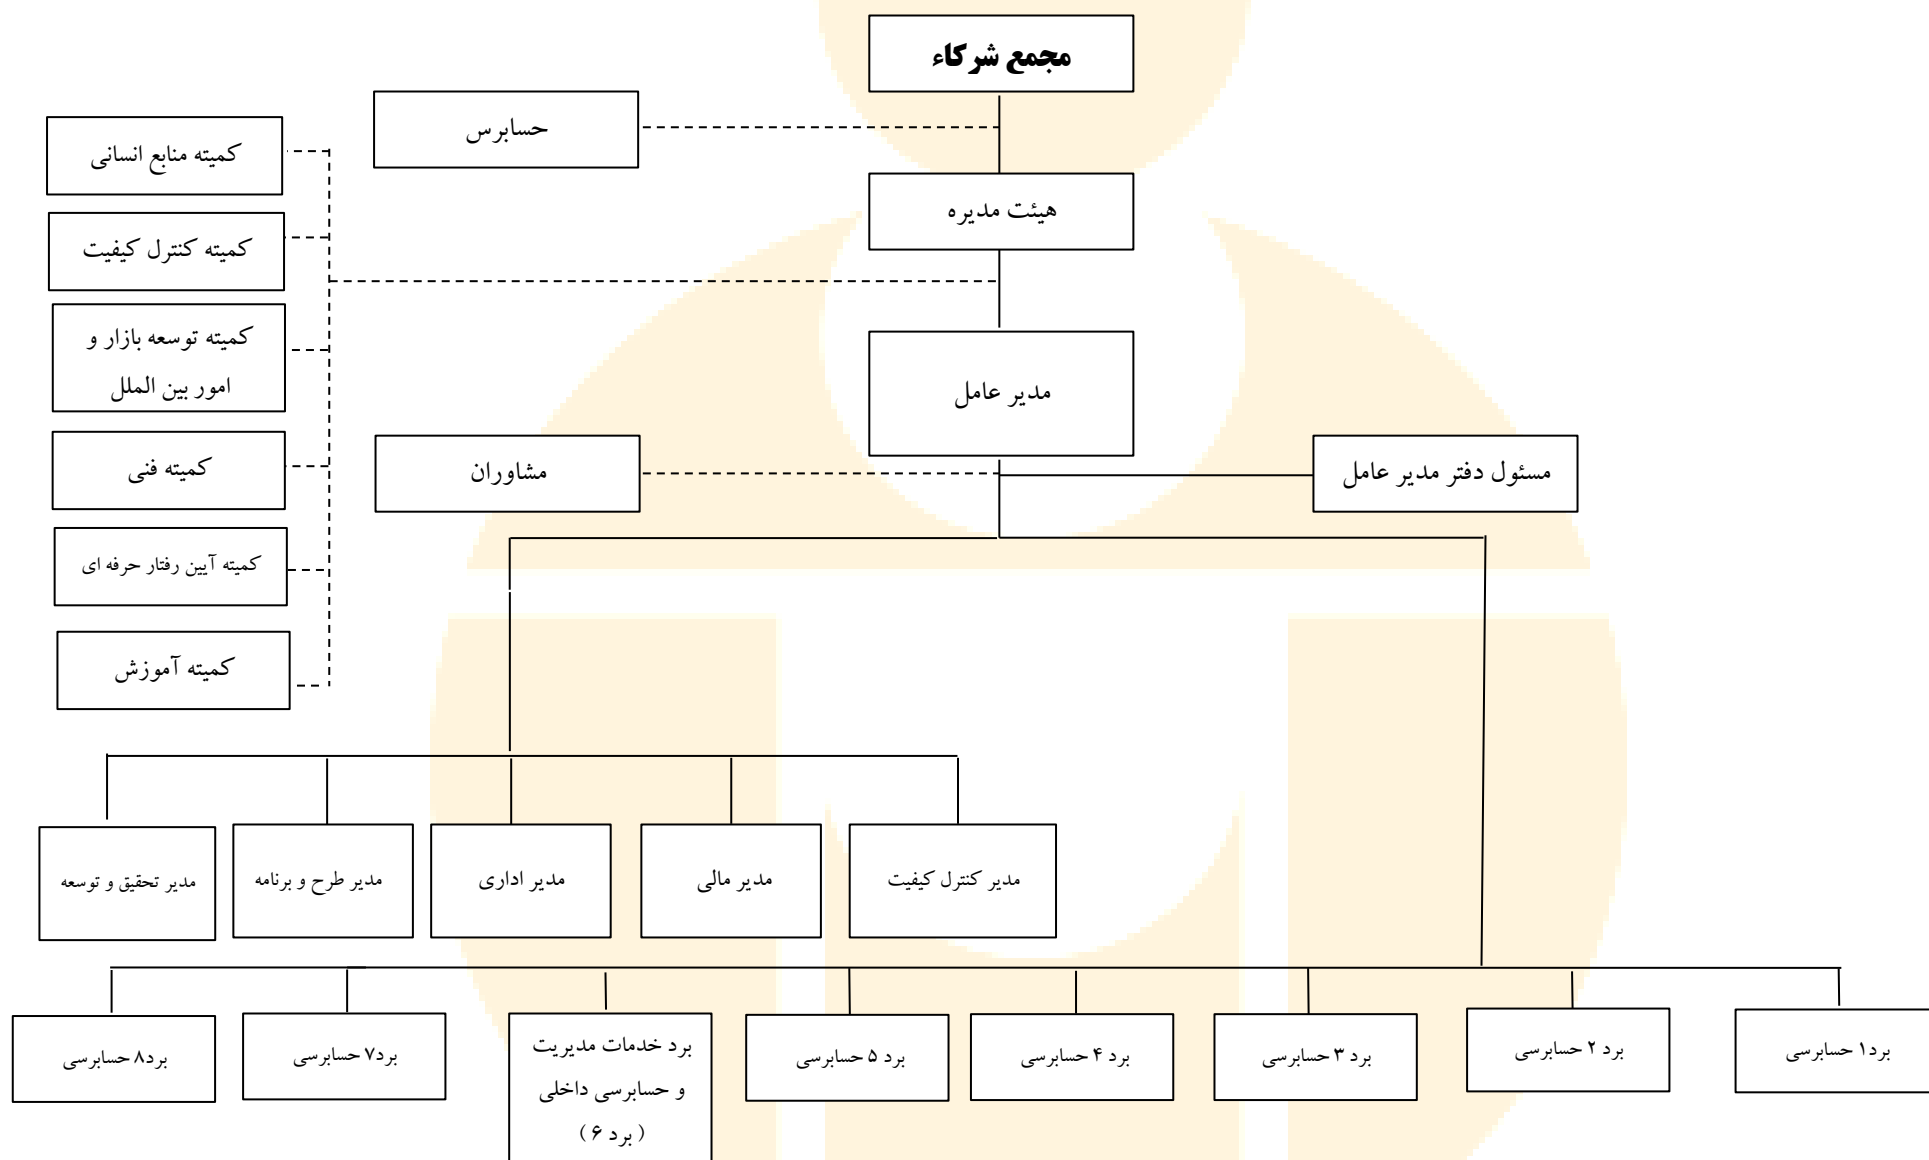 مجمع شرکاء
حسابرس
هیئت مدیره
کمیته منابع انسانی
کمیته کنترل کیفیت
کمیته توسعه بازار و
امور بین الملل
کمیته فنی
کمیته آیین رفتار حرفه ای
کمیته آموزش
مدیر عامل
مسئول دفتر مدیر عامل
مشاوران
مدیر کنترل کیفیت
مدیر مالی
مدیر اداری
مدیر طرح و برنامه
مدیر تحقیق و توسعه
برد۱ حسابرسی
برد ۲ حسابرسی
برد ۳ حسابرسی
برد ۴ حسابرسی
برد ۵ حسابرسی
برد خدمات مدیریت
و حسابرسی داخلی
( برد ۶ )
برد۷ حسابرسی
برد۸ حسابرسی